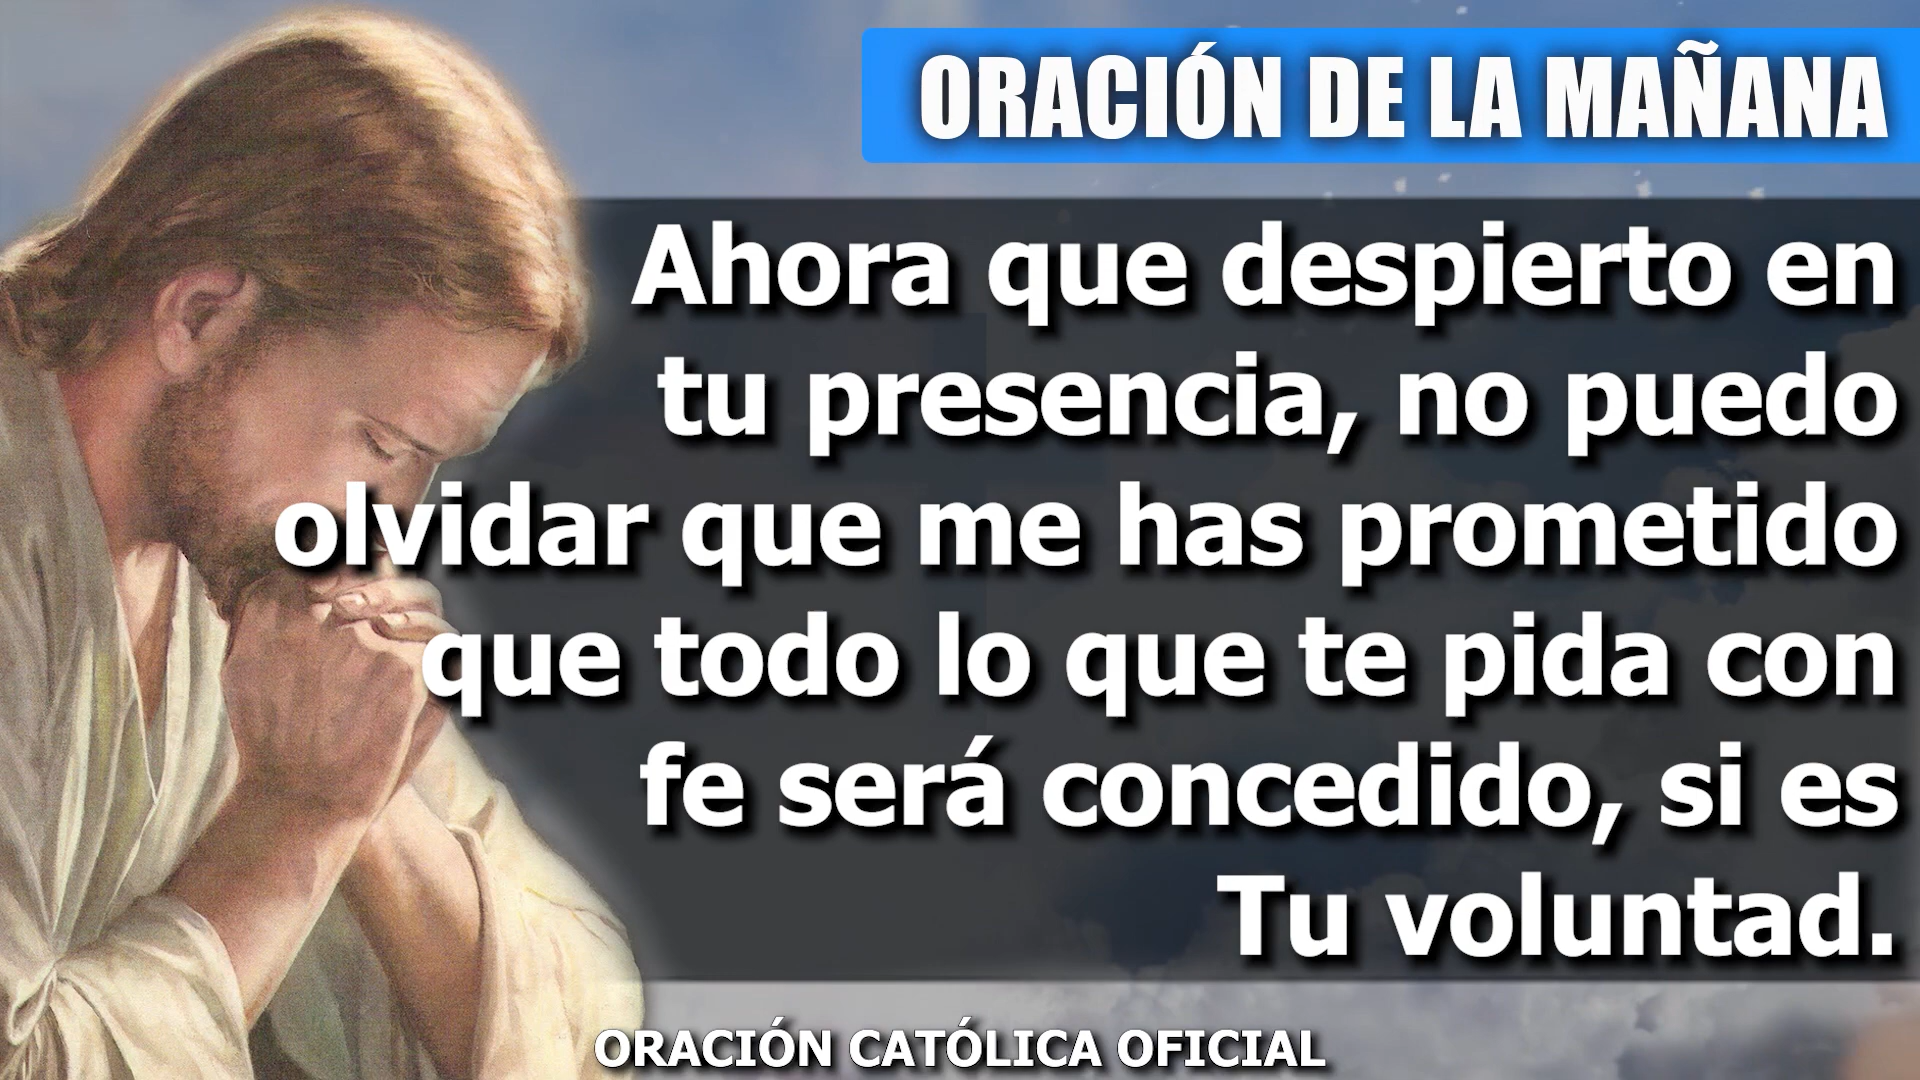 ORACIÓN DE LA MAÑANA
Ahora que despierto en
tu presencia, no puedo
olvidar que me has prometido
que todo lo que te pida con
fe será concedido, si es
Tu voluntad.
ORACIÓN CATÓLICA OFICIAL